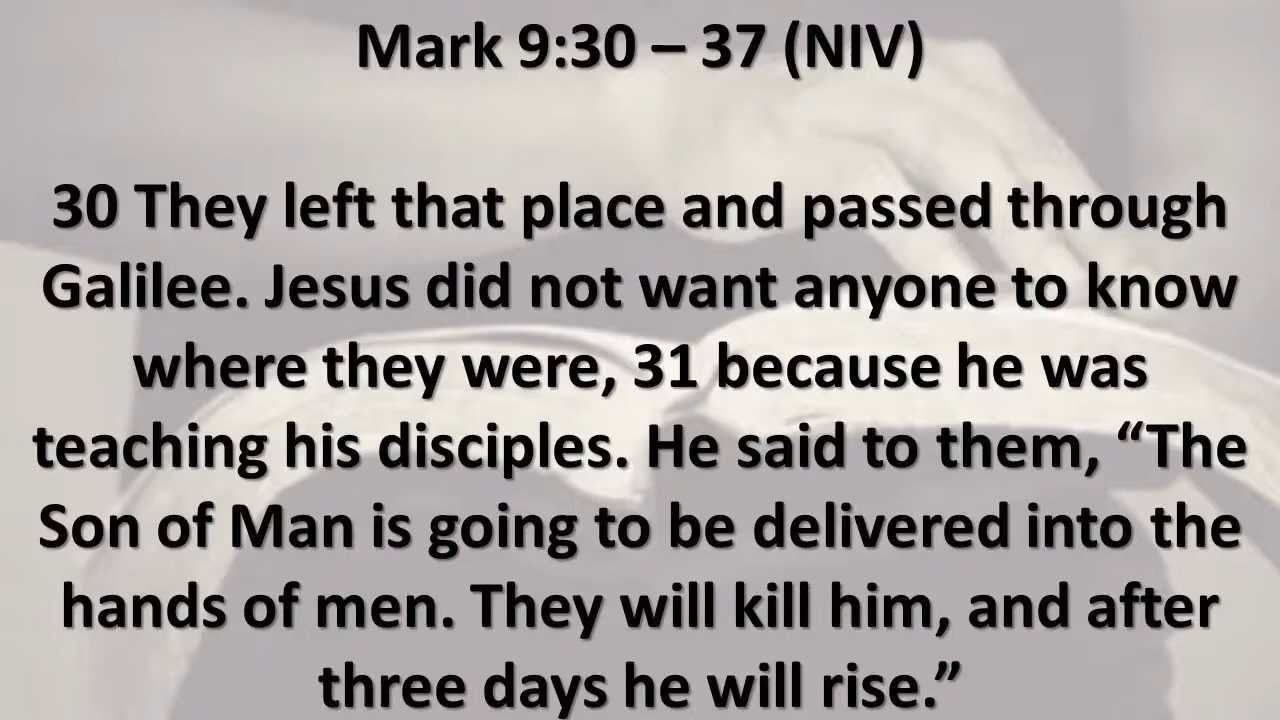 Mark 9:30 – 37 (NIV)
30 They left that place and passed through
Galilee. Jesus did not want anyone to know
where they were, 31 because he was
teaching his disciples. He said to them, “The
Son of Man is going to be delivered into the
hands of men. They will kill him, and after
three days he will rise.”